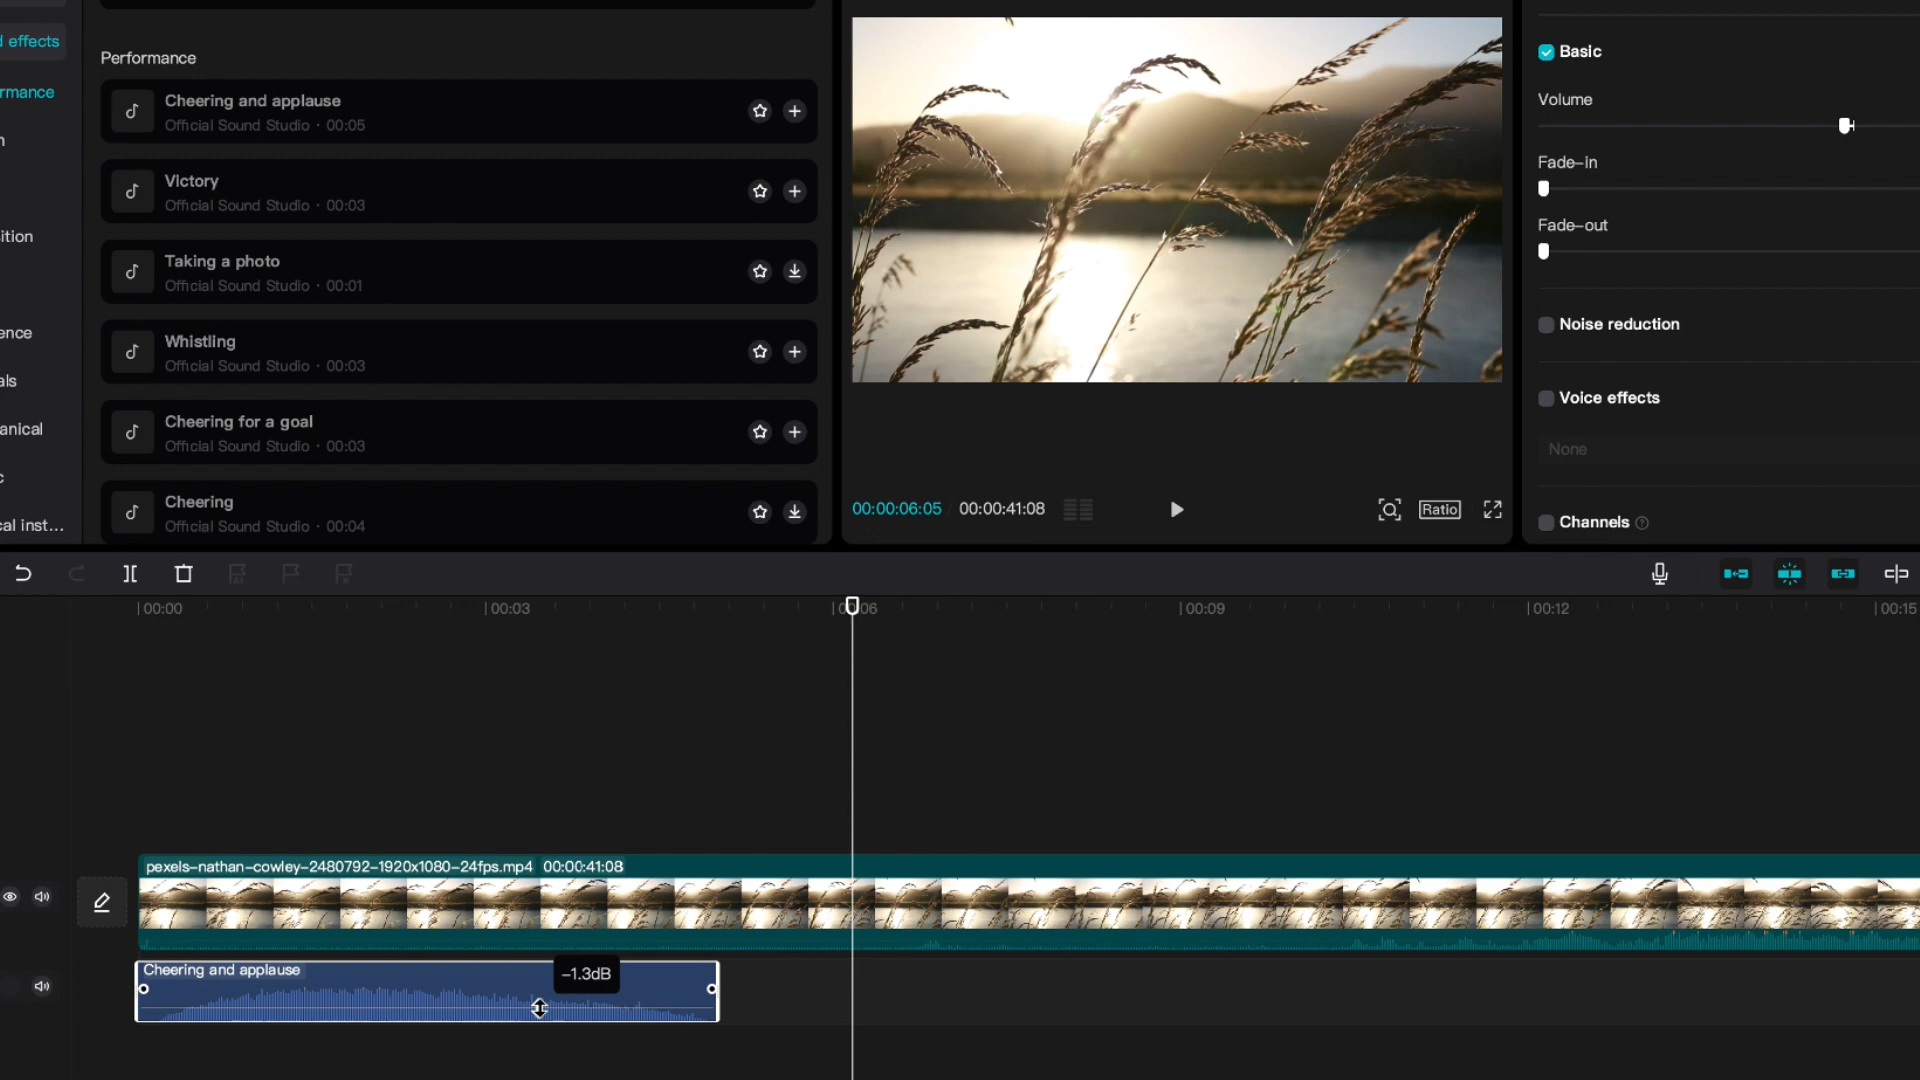 d effects
rmance
n
ition
ence
als
anical
c
cal inst...
Performance
Cheering and applause
Official Sound Studio · 00:05
Victory
Official Sound Studio · 00:03
Taking a photo
Official Sound Studio · 00:01
Whistling
Official Sound Studio · 00:03
Cheering for a goal
Official Sound Studio · 00:03
Cheering
Official Sound Studio · 00:04
00:00:06:05 00:00:41:08
Ratio
Basic
Volume
Fade-in
Fade-out
Noise reduction
Voice effects
None
Channels
00:00 00:03 00:06 00:09 00:12 00:15
pexels-nathan-cowley-2480792-1920x1080-24fps.mp4 00:00:41:08
Cheering and applause
-1.3dB